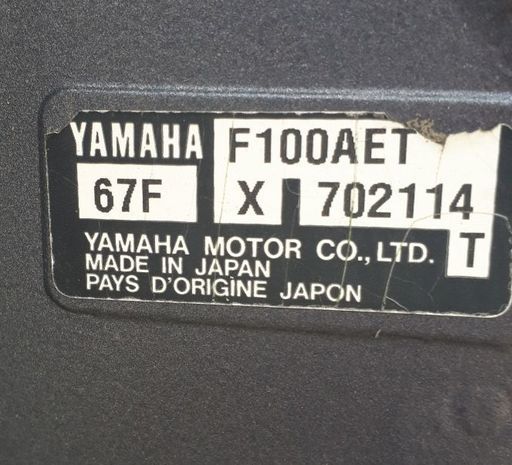 YAMAHA F100AET
67F X 702114
YAMAHA MOTOR CO., LTD. T
MADE IN JAPAN
PAYS D'ORIGINE JAPON